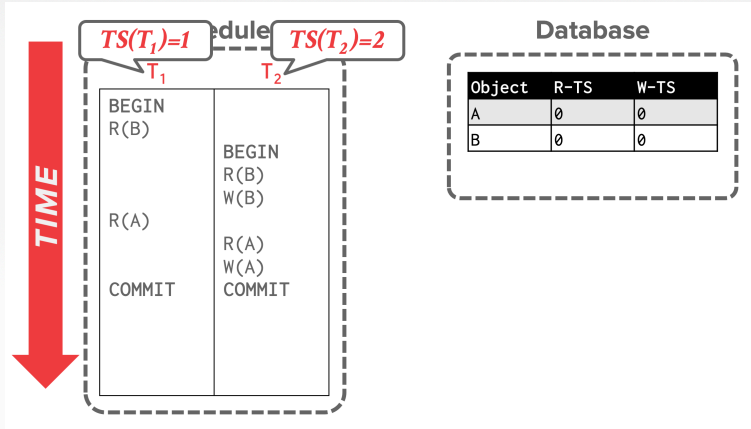 TS(T1)=1
edule
TS(T2)=2
T1
T2
BEGIN
R(B)
BEGIN
R(B)
W(B)
R(A)
R(A)
W(A)
COMMIT COMMIT
TIME
Database
Object R-TS W-TS
A 0 0
B 0 0